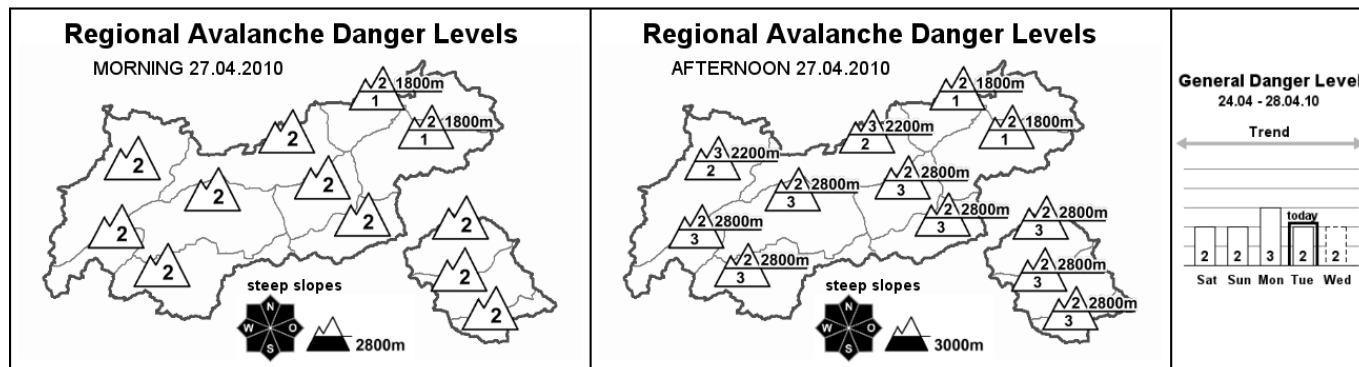 Regional Avalanche Danger Levels
MORNING 27.04.2010
2 1800m
1
2 1800m
1
2
2
2
2
2
2
2
2
2
2
steep slopes
N
W O
S
2800m
Regional Avalanche Danger Levels
AFTERNOON 27.04.2010
2 1800m
1
3 2200m
2
2 1800m
1
3 2200m
2
2 2800m
3
2 2800m
3
2 2800m
3
2 2800m
3
2 2800m
3
2 2800m
3
2 2800m
3
2 2800m
3
steep slopes
N
W O
S
3000m
General Danger Level
24.04 - 28.04.10
Trend
today
2 2 3 2 2
Sat Sun Mon Tue Wed